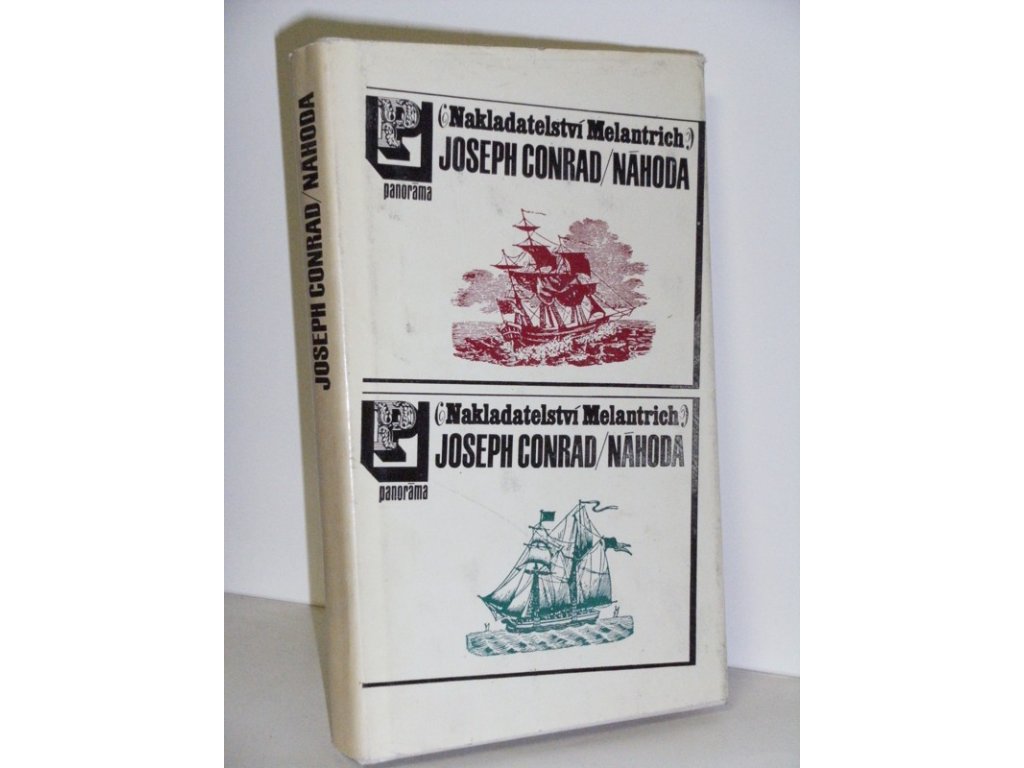 JOSEPH CONRAD/NÁHODA
P
(Nakladatelství Melantrich)
JOSEPH CONRAD/NÁHODA
panoráma
P
(Nakladatelství Melantrich)
JOSEPH CONRAD/NÁHODA
panoráma